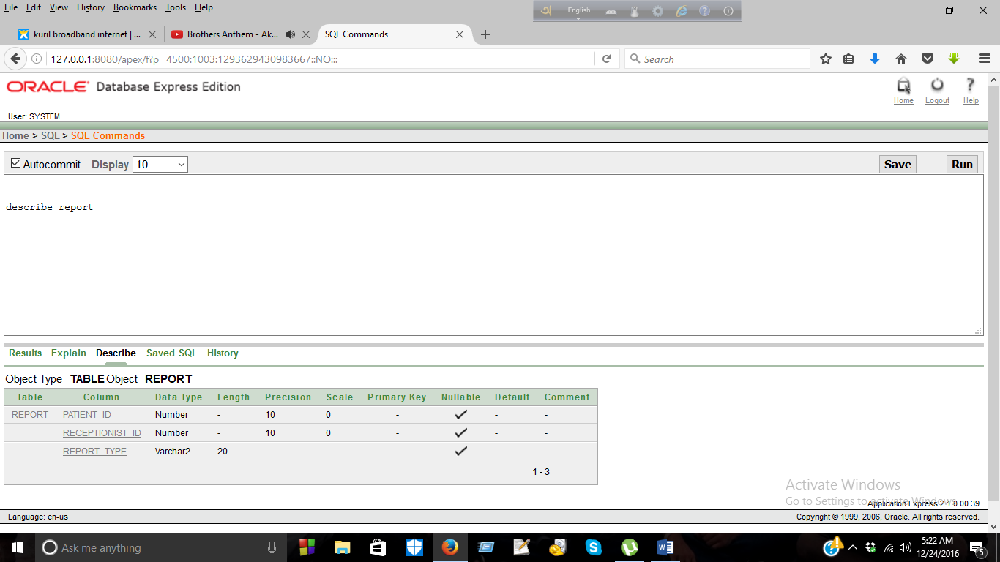 File Edit View History Bookmarks Tools Help
English
kuril broadband internet | ...
Brothers Anthem - Ak...
SQL Commands
127.0.0.1:8080/apex/f?p=4500:1003:1293629430983667::NO:::
Search
ORACLE Database Express Edition
Home Logout Help
User: SYSTEM
Home > SQL > SQL Commands
Autocommit Display 10 Save Run
describe report
Results Explain Describe Saved SQL History
Object Type TABLE Object REPORT
Table Column Data Type Length Precision Scale Primary Key Nullable Default Comment
REPORT PATIENT_ID Number - 10 0 - - -
RECEPTIONIST_ID Number - 10 0 - - -
REPORT_TYPE Varchar2 20 - - - - -
1 - 3
Activate Windows
Go to Settings to activate Windows.
Application Express 2.1.0.00.39
Language: en-us Copyright © 1999, 2006, Oracle. All rights reserved.
Ask me anything
5:22 AM
12/24/2016
5